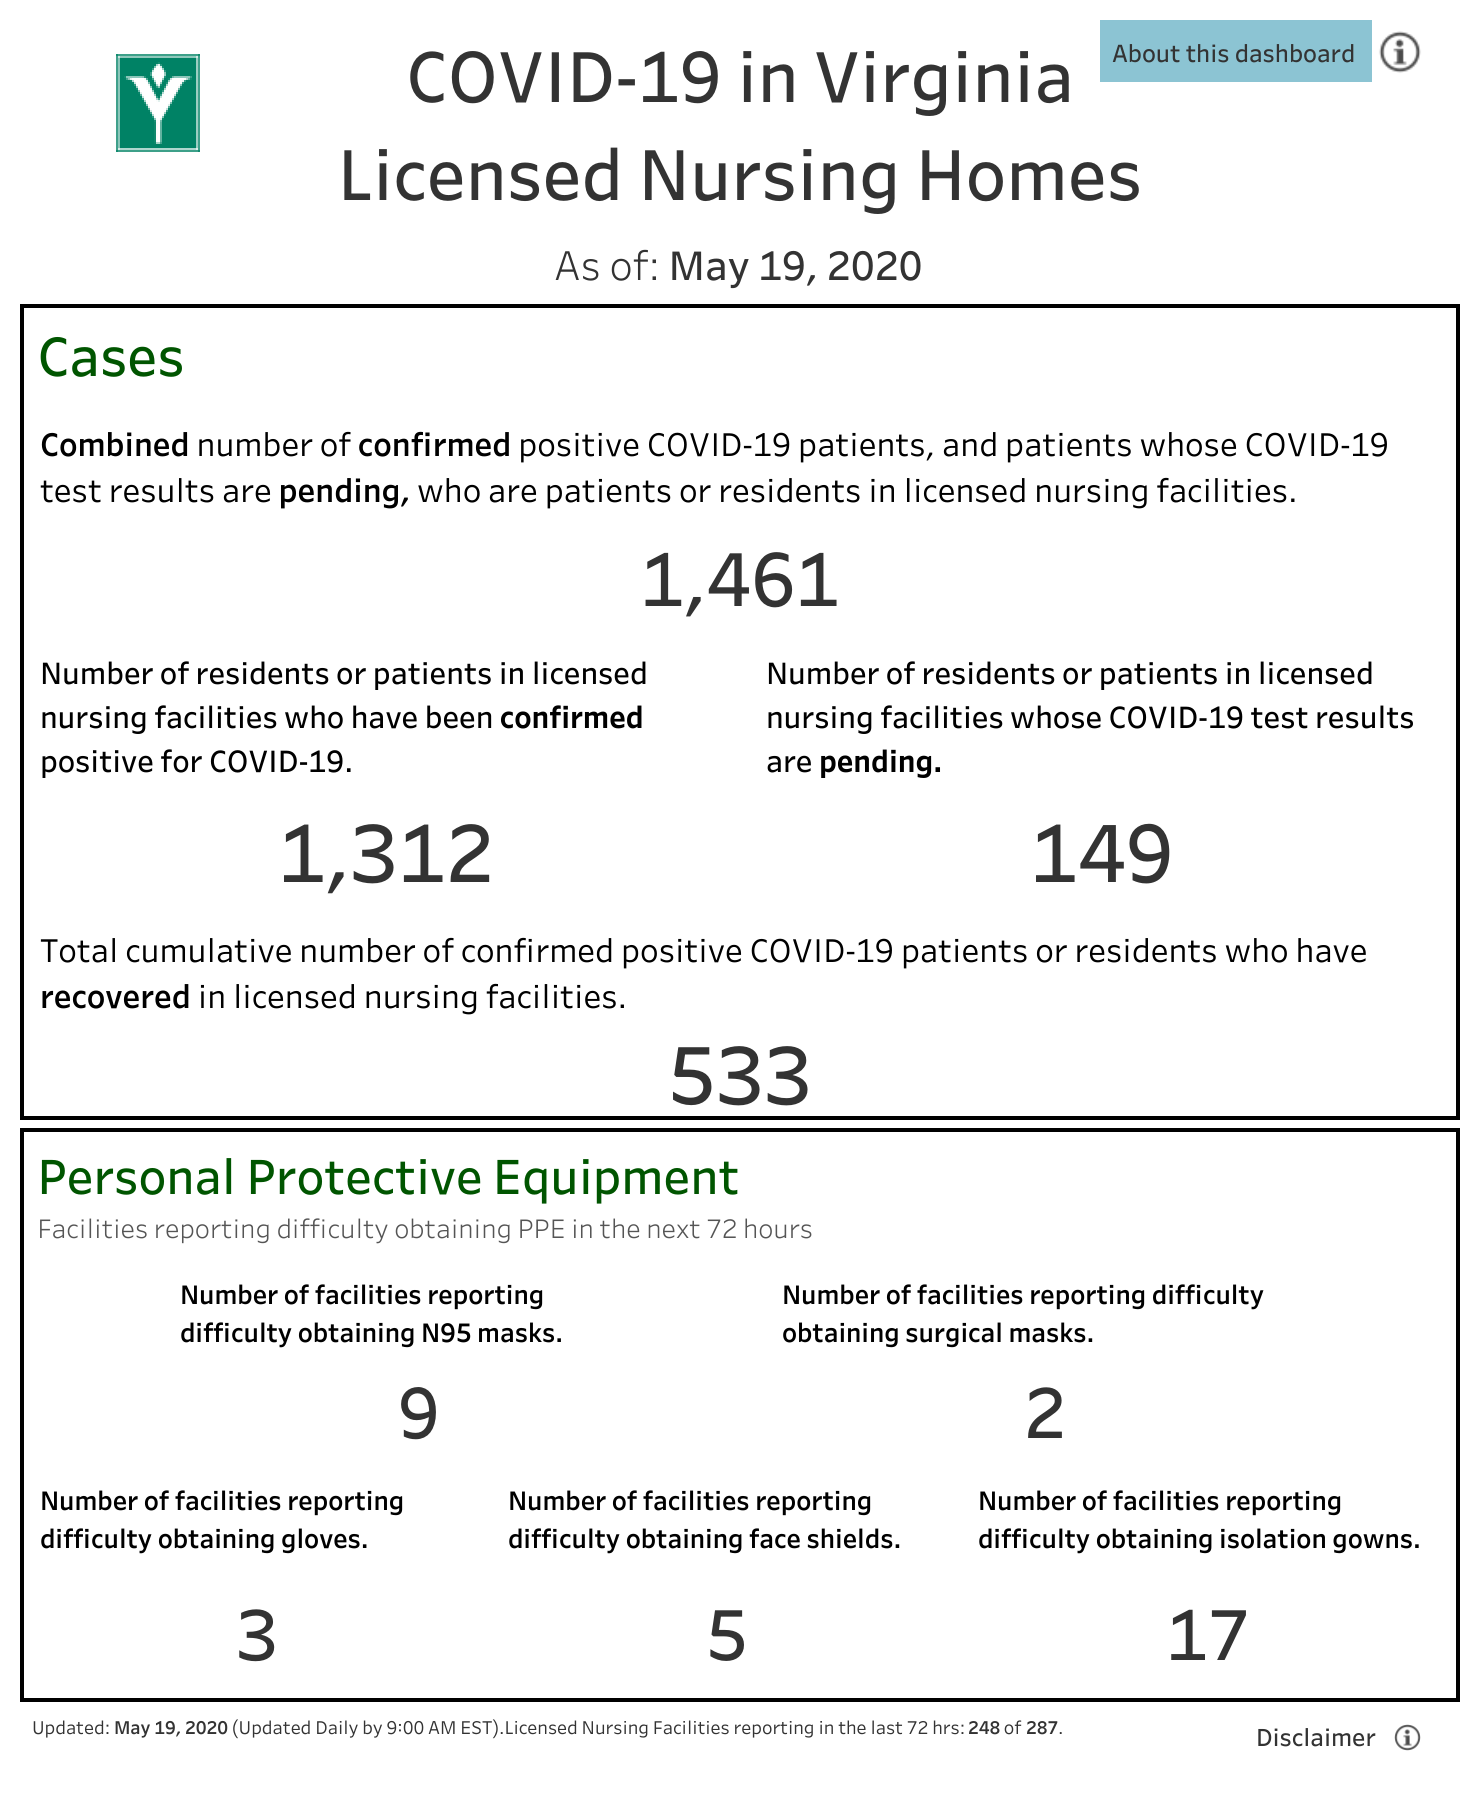 COVID-19 in Virginia
Licensed Nursing Homes
About this dashboard
As of: May 19, 2020
Cases
Combined number of confirmed positive COVID-19 patients, and patients whose COVID-19
test results are pending, who are patients or residents in licensed nursing facilities.
1,461
Number of residents or patients in licensed
nursing facilities who have been confirmed
positive for COVID-19.
1,312
Number of residents or patients in licensed
nursing facilities whose COVID-19 test results
are pending.
149
Total cumulative number of confirmed positive COVID-19 patients or residents who have
recovered in licensed nursing facilities.
533
Personal Protective Equipment
Facilities reporting difficulty obtaining PPE in the next 72 hours
Number of facilities reporting
difficulty obtaining N95 masks.
9
Number of facilities reporting difficulty
obtaining surgical masks.
2
Number of facilities reporting
difficulty obtaining gloves.
3
Number of facilities reporting
difficulty obtaining face shields.
5
Number of facilities reporting
difficulty obtaining isolation gowns.
17
Updated: May 19, 2020 (Updated Daily by 9:00 AM EST).Licensed Nursing Facilities reporting in the last 72 hrs: 248 of 287.
Disclaimer